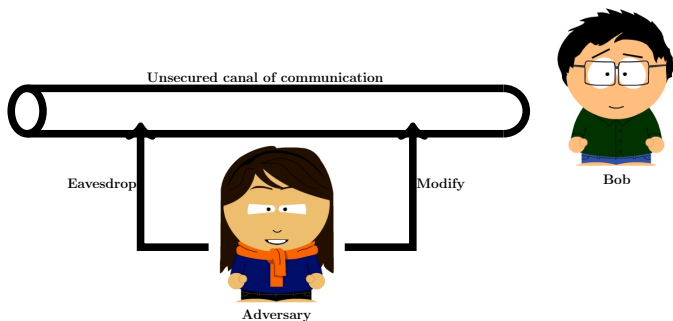 Unsecured canal of communication
Eavesdrop
Modify
Bob
Adversary